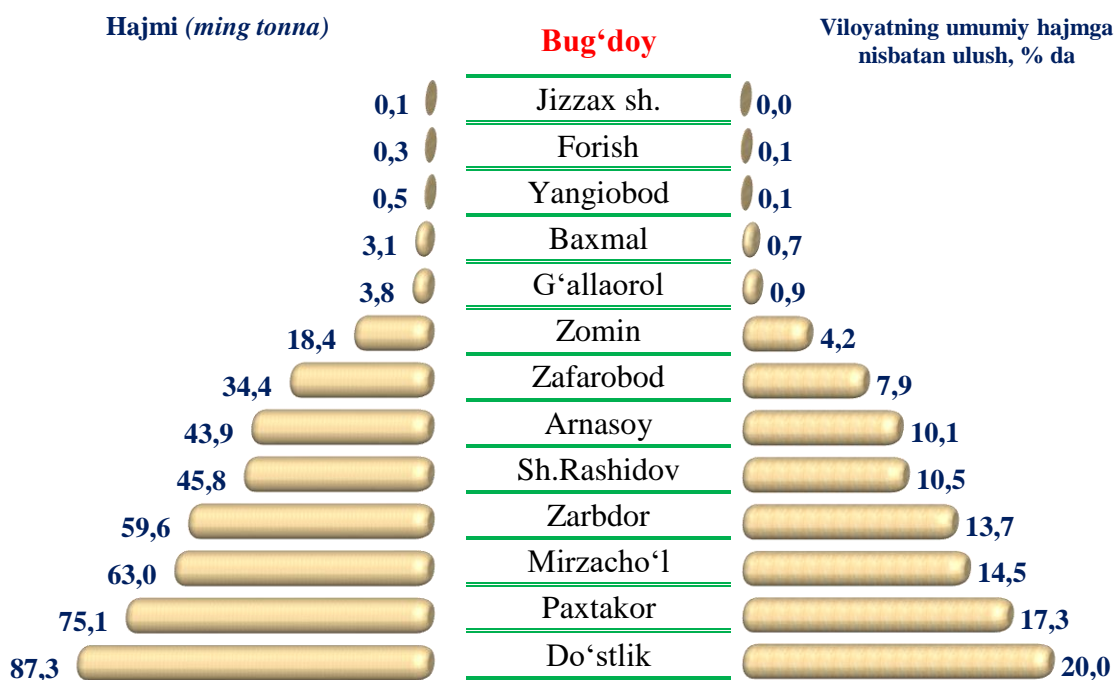 Hajmi (ming tonna)
Bug‘doy
Viloyatning umumiy hajmga
nisbatan ulush, % da
0,1 Jizzax sh. 0,0
0,3 Forish 0,1
0,5 Yangiobod 0,1
3,1 Baxmal 0,7
3,8 G‘allaorol 0,9
18,4 Zomin 4,2
34,4 Zafarobod 7,9
43,9 Arnasoy 10,1
45,8 Sh.Rashidov 10,5
59,6 Zarbdor 13,7
63,0 Mirzacho‘l 14,5
75,1 Paxtakor 17,3
87,3 Do‘stlik 20,0